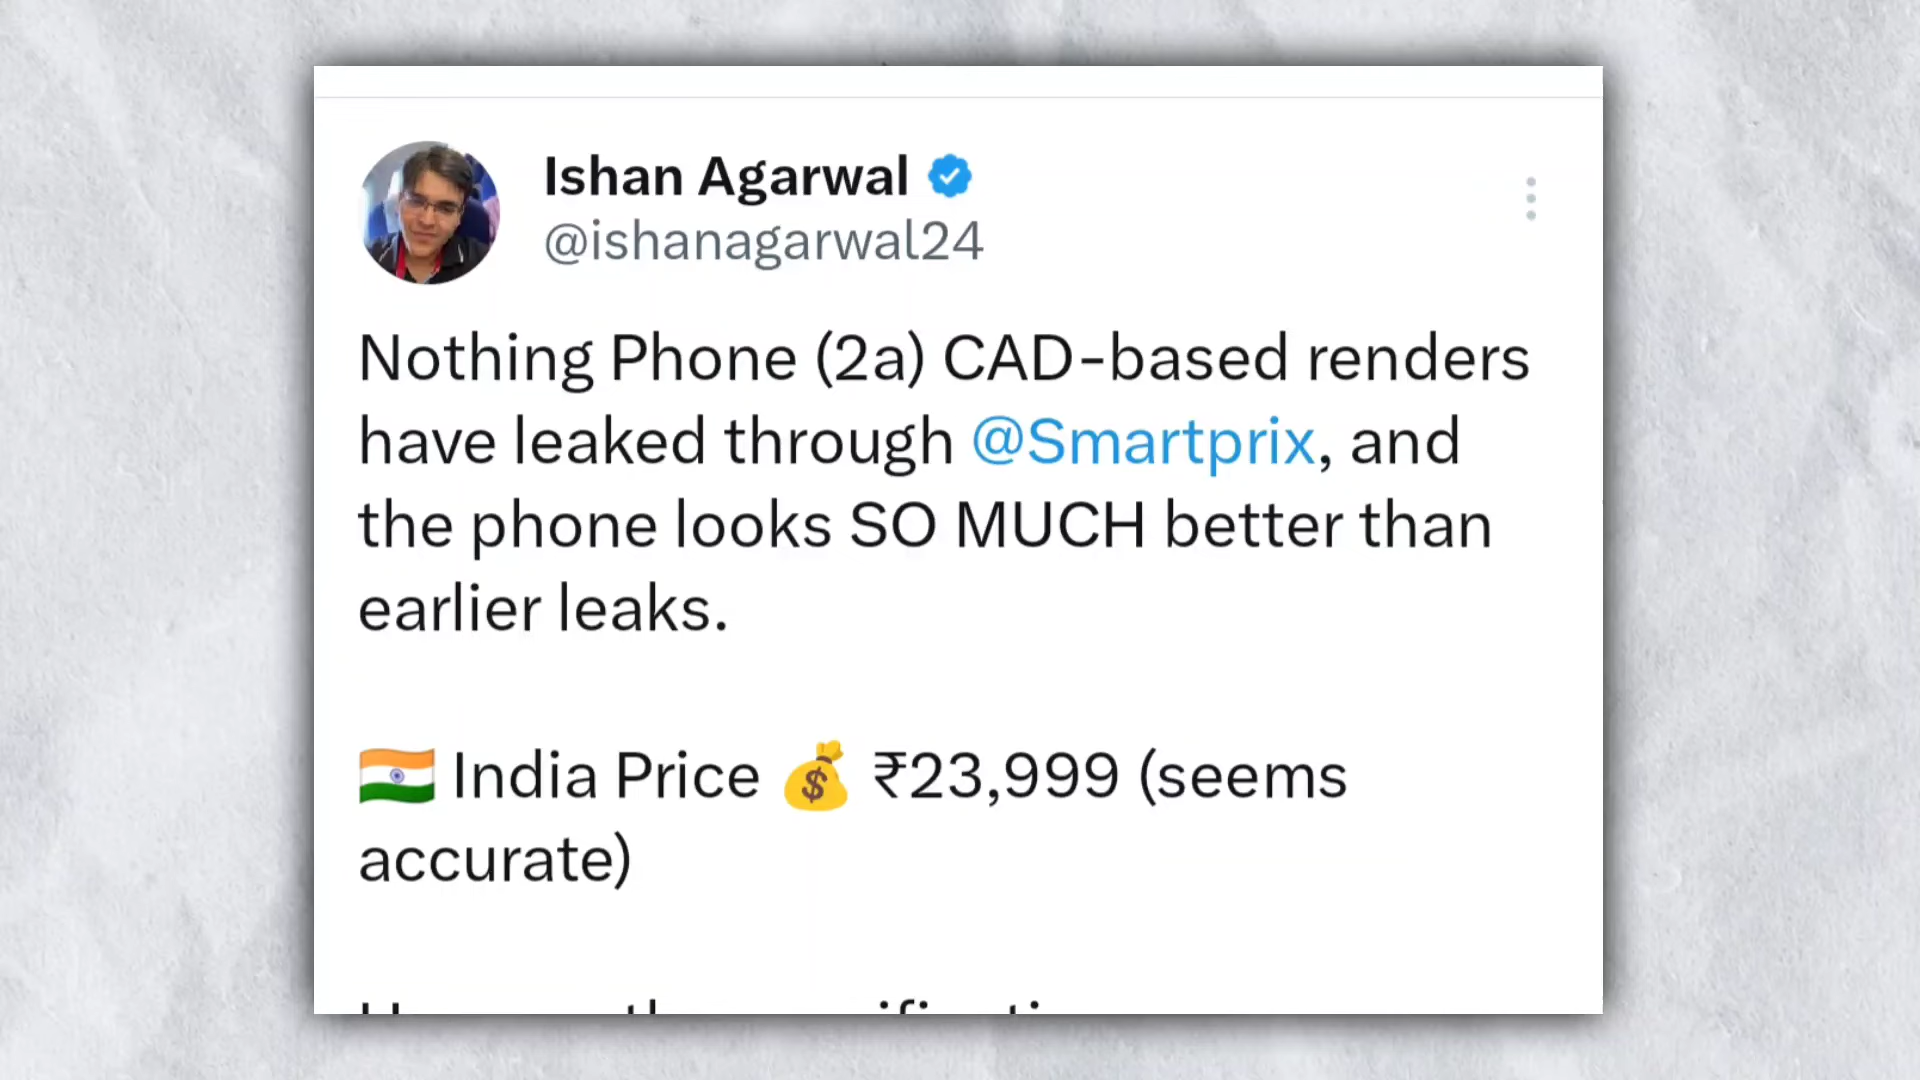 Ishan Agarwal
@ishanagarwal24
Nothing Phone (2a) CAD-based renders
have leaked through @Smartprix, and
the phone looks SO MUCH better than
earlier leaks.
🇮🇳 India Price 💰 ₹23,999 (seems
accurate)